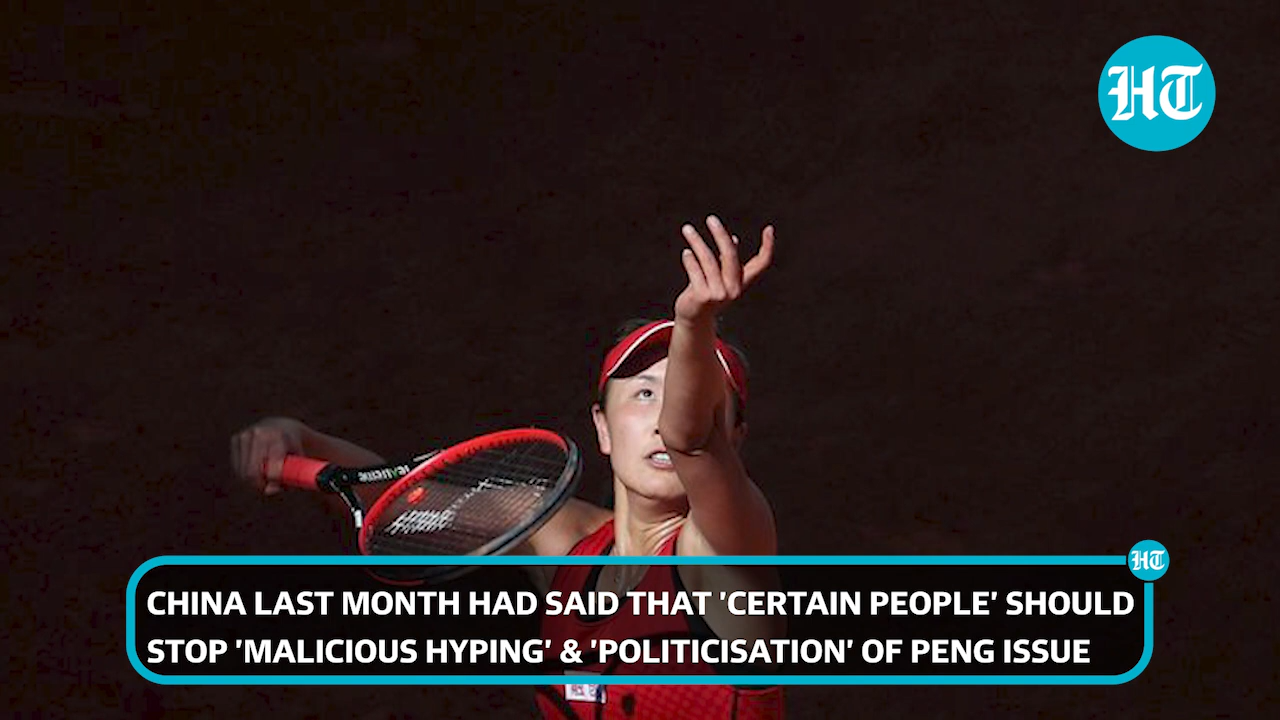 HT
HT
CHINA LAST MONTH HAD SAID THAT 'CERTAIN PEOPLE' SHOULD
STOP 'MALICIOUS HYPING' & 'POLITICISATION' OF PENG ISSUE